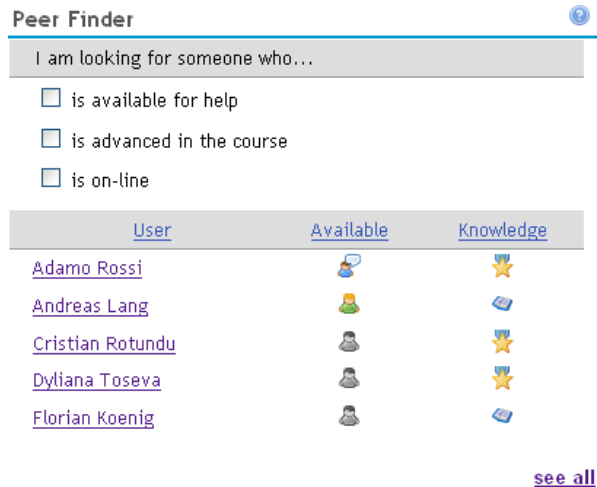 Peer Finder
?
I am looking for someone who...
is available for help
is advanced in the course
is on-line
User Available Knowledge
Adamo Rossi
Andreas Lang
Cristian Rotundu
Dyliana Toseva
Florian Koenig
see all